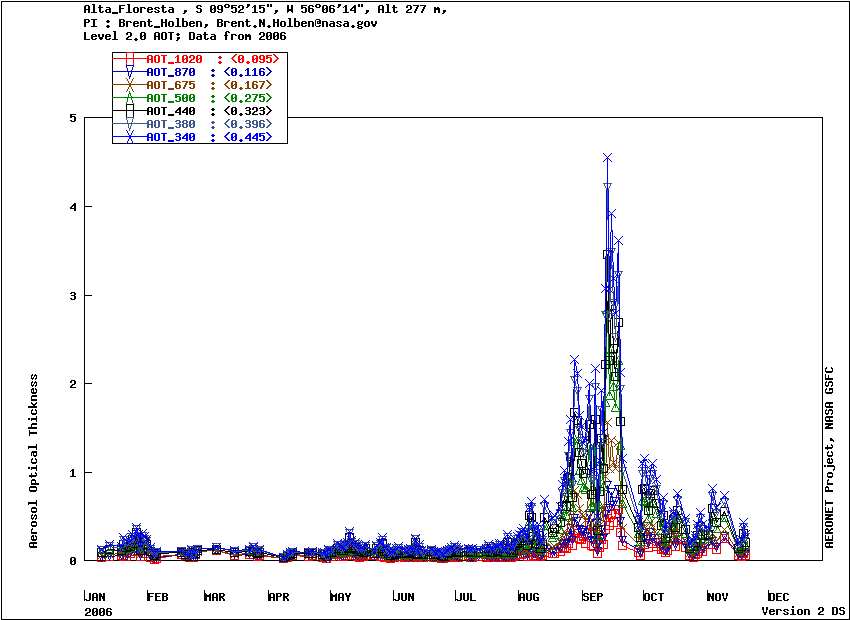 Alta_Floresta , S 09°52'15", W 56°06'14", Alt 277 m,
PI : Brent_Holben, Brent.N.Holben@nasa.gov
Level 2.0 AOT; Data from 2006
AOT_1020 : <0.095>
AOT_870 : <0.116>
AOT_675 : <0.167>
AOT_500 : <0.275>
AOT_440 : <0.323>
AOT_380 : <0.396>
AOT_340 : <0.445>
5
4
3
2
1
0
Aerosol Optical Thickness
AERONET Project, NASA GSFC
JAN FEB MAR APR MAY JUN JUL AUG SEP OCT NOV DEC
2006
Version 2 DS